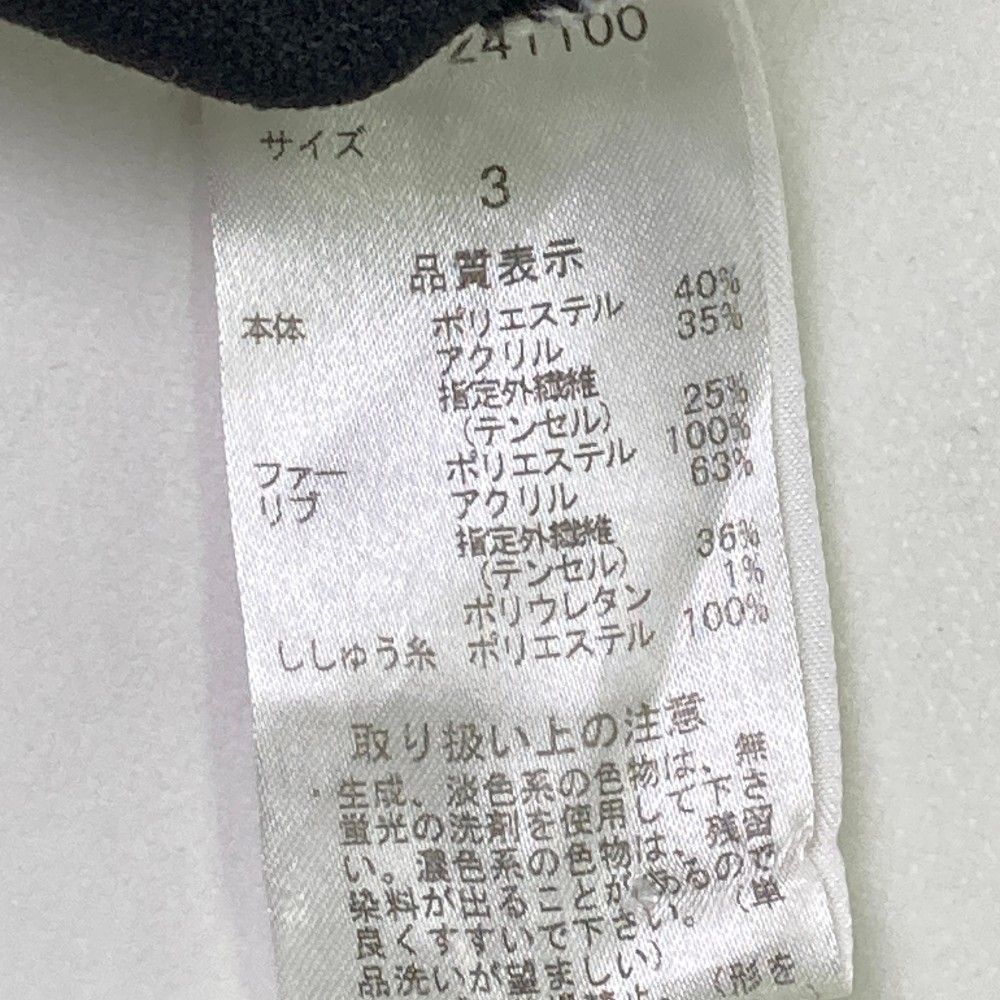 241100
サイズ
3
品質表示
本体 ポリエステル 40%
アクリル 35%
指定外繊維
(テンセル) 25%
ファー ポリエステル 100%
リブ アクリル 63%
指定外繊維
(テンセル) 36%
ポリウレタン 1%
ししゅう糸 ポリエステル 100%
取り扱い上の注意
・生成、淡色系の色物は、無
蛍光の洗剤を使用して下さ
い。濃色系の色物は、残留
染料が出ることがあるので
良くすすいで下さい。(単
品洗いが望ましい)
(形を